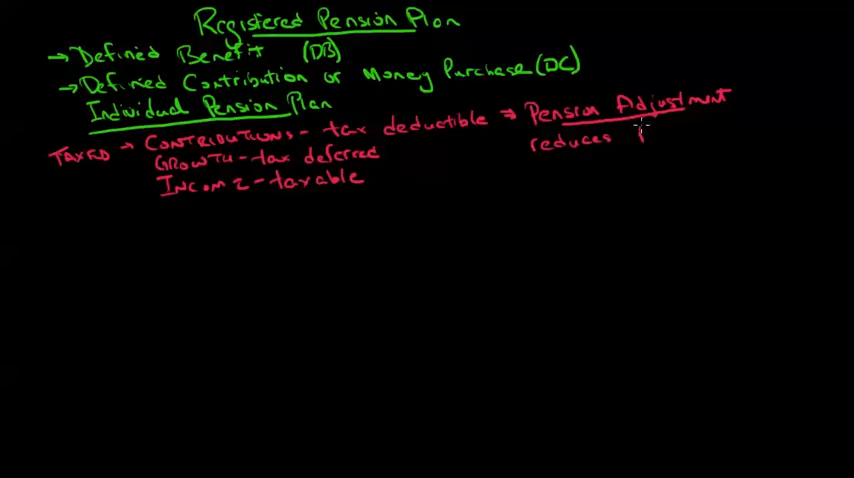 Registered Pension Plan
→ Defined Benefit (DB)
→ Defined Contribution or Money Purchase (DC)
Individual Pension Plan
TAXED → CONTRIBUTIONS - tax deductible → Pension Adjustment
GROWTH - tax deferred reduces
INCOME - taxable